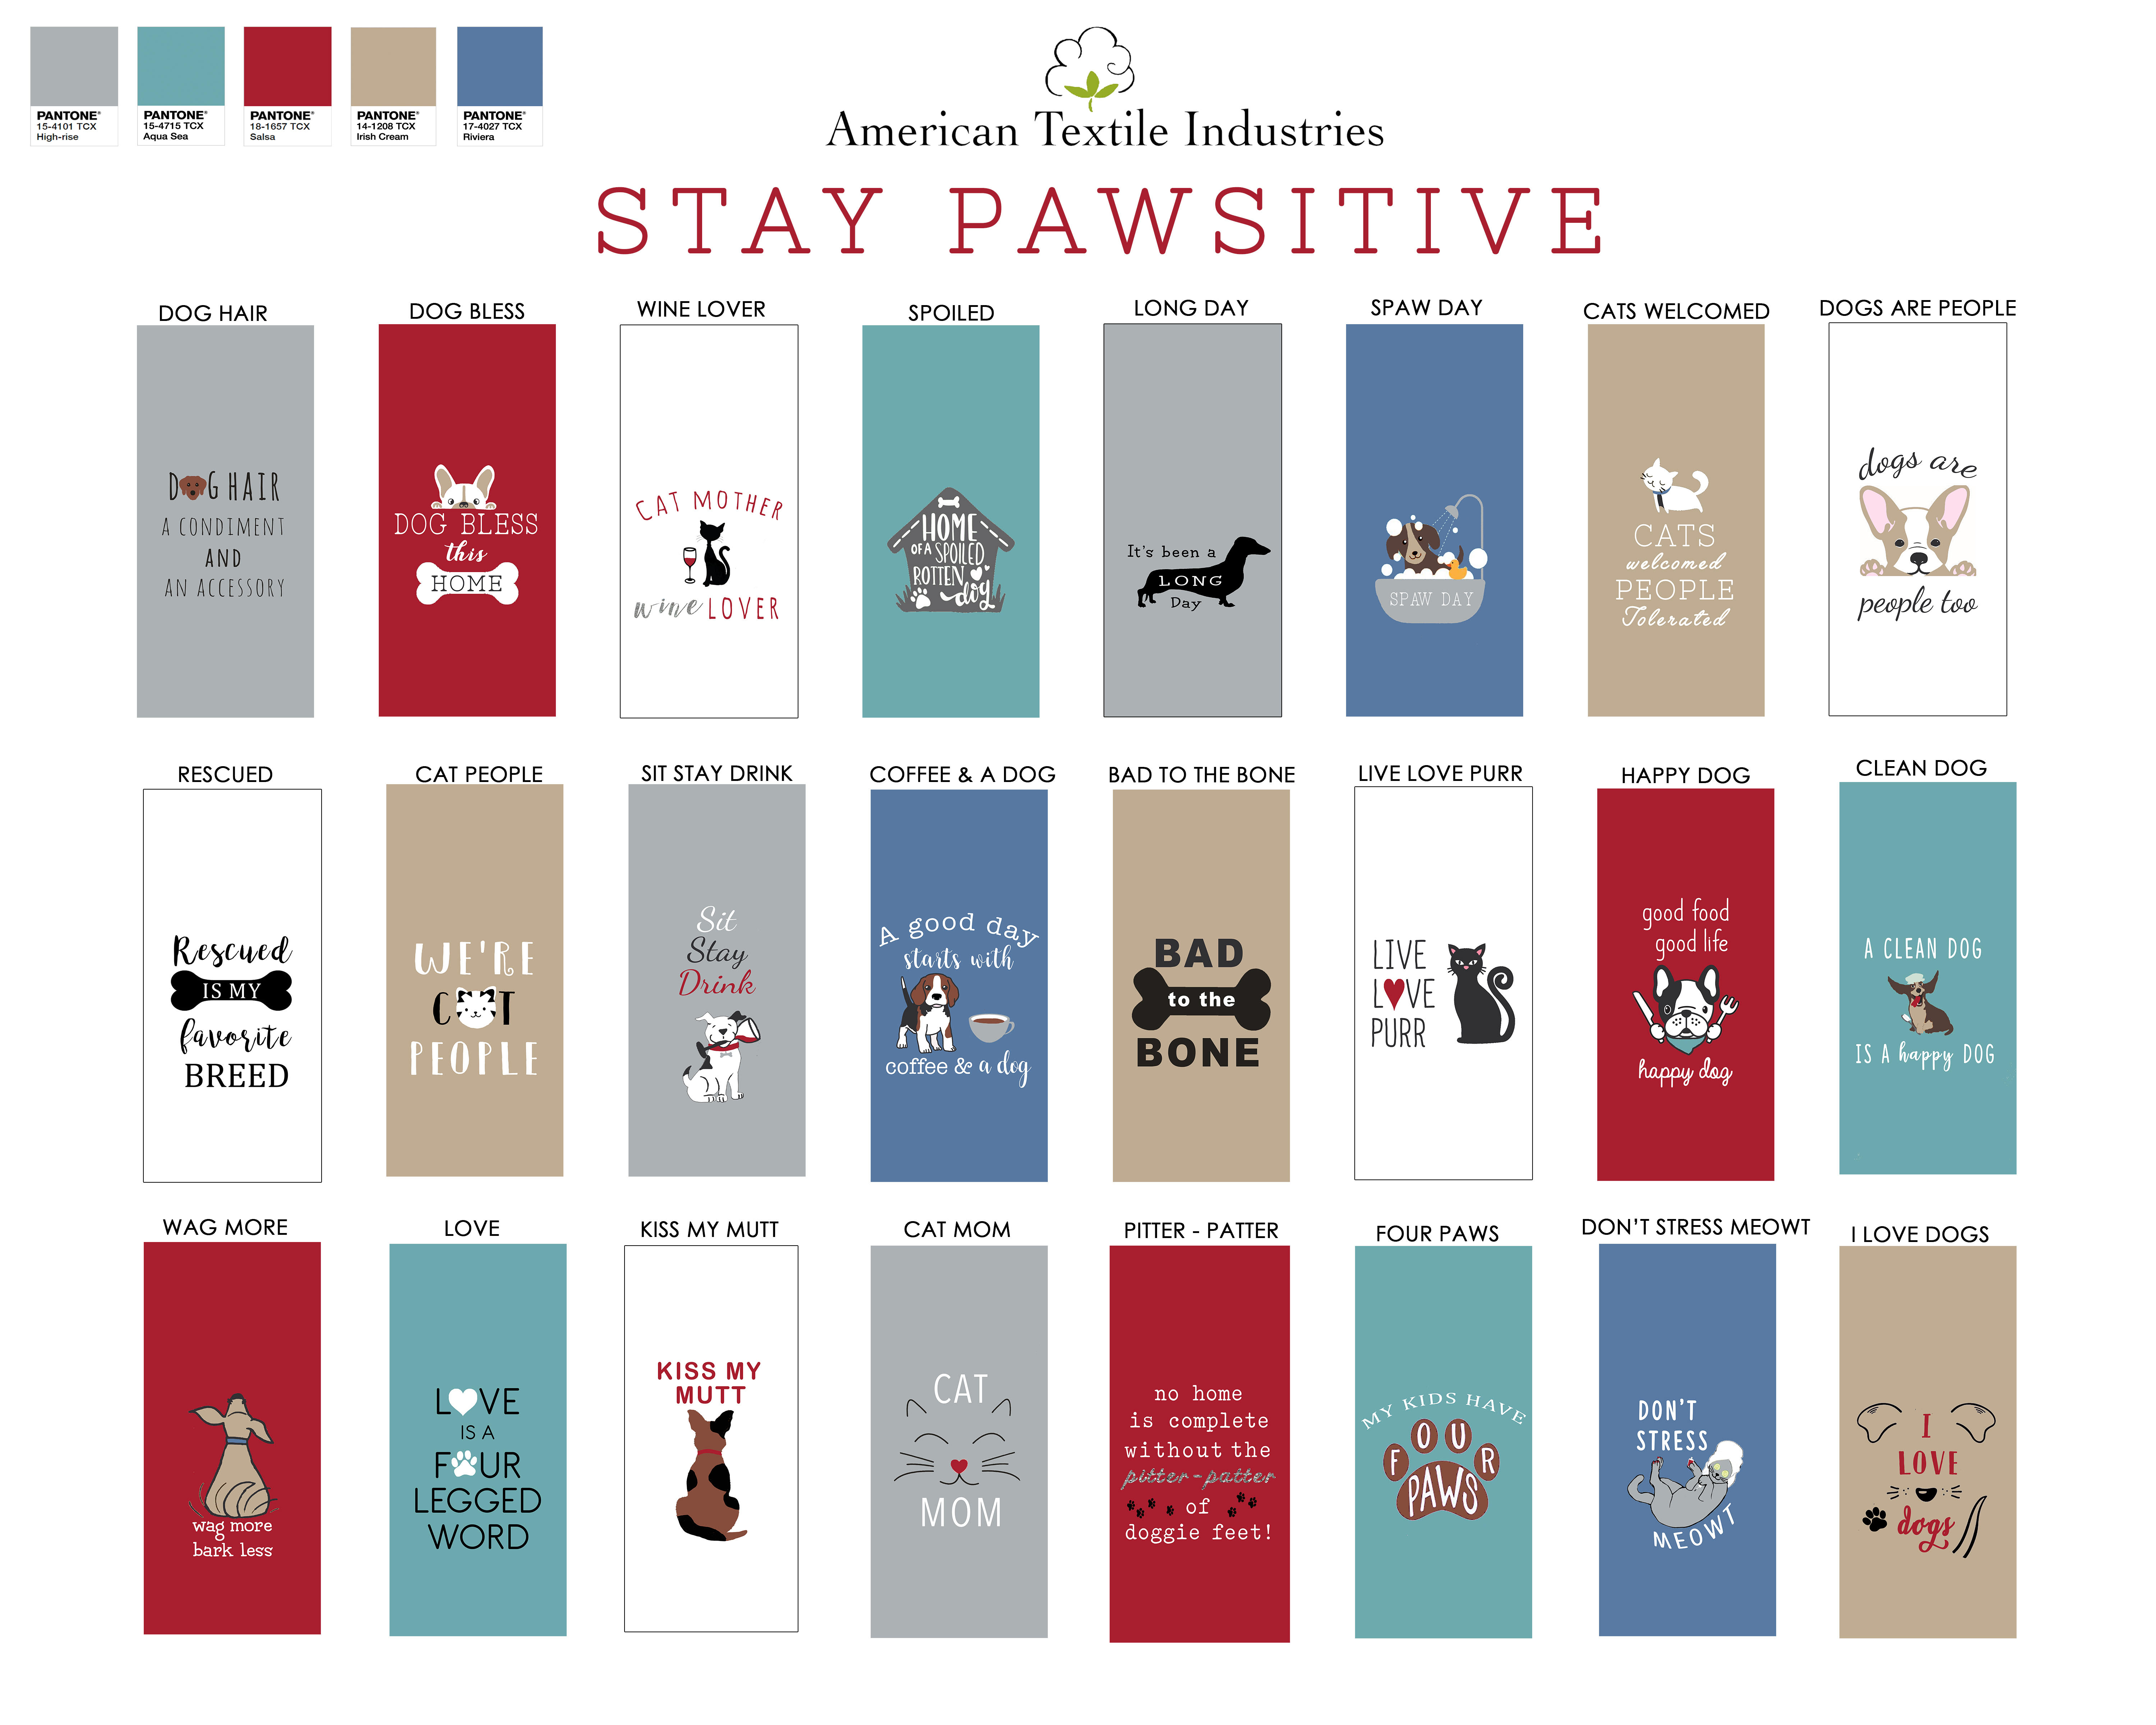 PANTONE®
15-4101 TCX
High-rise
PANTONE®
15-4715 TCX
Aqua Sea
PANTONE®
18-1657 TCX
Salsa
PANTONE®
14-1208 TCX
Irish Cream
PANTONE®
17-4027 TCX
Riviera
American Textile Industries
STAY PAWSITIVE
DOG HAIR
DG HAIR
A CONDIMENT
AND
AN ACCESSORY
DOG BLESS
DOG BLESS
this
HOME
WINE LOVER
CAT MOTHER
wine LOVER
SPOILED
HOME
OF A SPOILED
ROTTEN
dog
LONG DAY
It's been a
LONG
Day
SPAW DAY
SPAW DAY
CATS WELCOMED
CATS
welcomed
PEOPLE
Tolerated
DOGS ARE PEOPLE
dogs are
people too
RESCUED
Rescued
IS MY
favorite
BREED
CAT PEOPLE
WE'RE
CT
PEOPLE
SIT STAY DRINK
Sit
Stay
Drink
COFFEE & A DOG
A good day
starts with
coffee & a dog
BAD TO THE BONE
BAD
to the
BONE
LIVE LOVE PURR
LIVE
L♥VE
PURR
HAPPY DOG
good food
good life
happy dog
CLEAN DOG
A CLEAN DOG
IS A happy DOG
WAG MORE
wag more
bark less
LOVE
L♥VE
IS A
FUR
LEGGED
WORD
KISS MY MUTT
KISS MY
MUTT
CAT MOM
CAT
MOM
PITTER - PATTER
no home
is complete
without the
pitter-patter
of
doggie feet!
FOUR PAWS
MY KIDS HAVE
FOUR
PAWS
DON'T STRESS MEOWT
DON'T
STRESS
MEOWT
I LOVE DOGS
I
LOVE
dogs